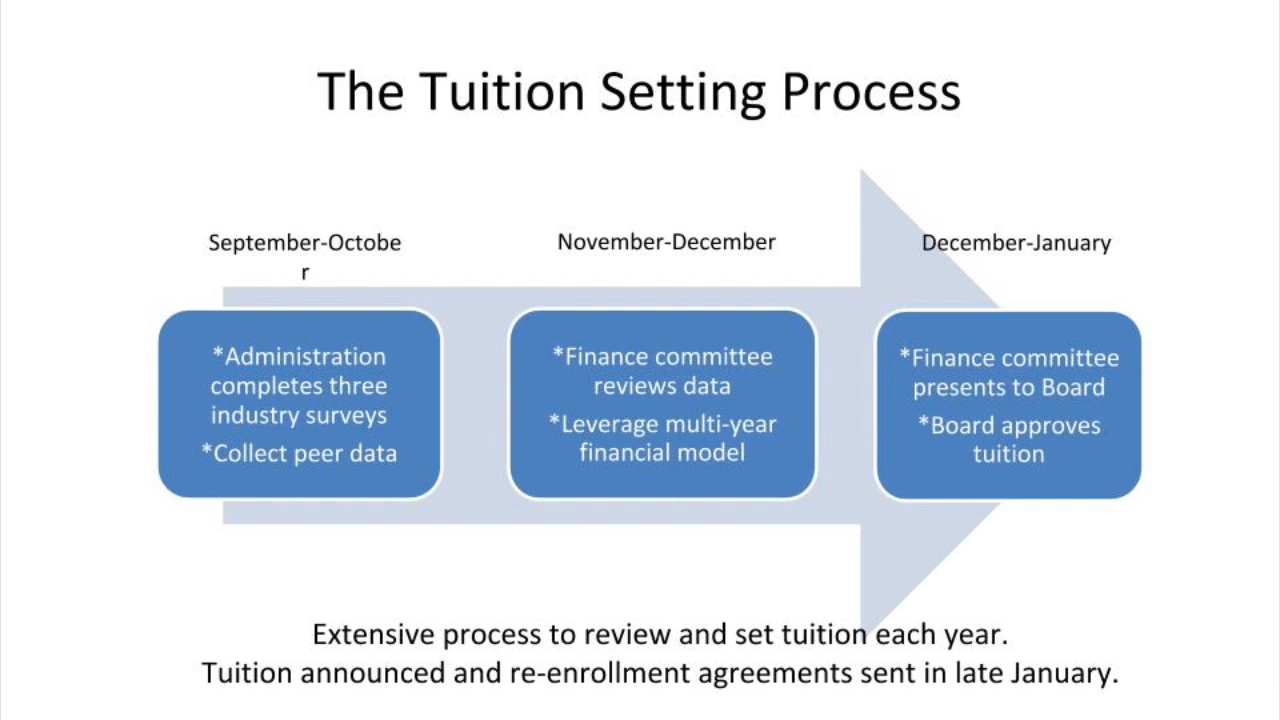 The Tuition Setting Process
September-Octobe
r
November-December
December-January
*Administration
completes three
industry surveys
*Collect peer data
*Finance committee
reviews data
*Leverage multi-year
financial model
*Finance committee
presents to Board
*Board approves
tuition
Extensive process to review and set tuition each year.
Tuition announced and re-enrollment agreements sent in late January.